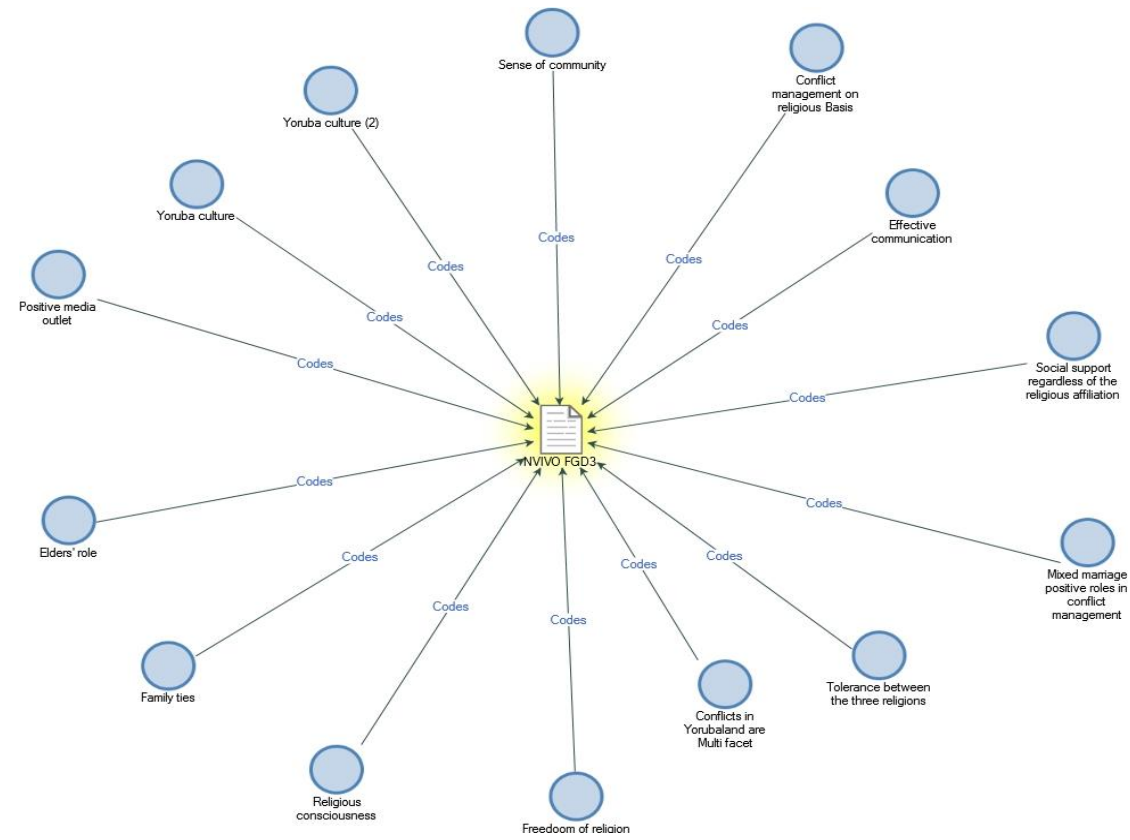 Sense of community
Conflict
management on
religious Basis
Yoruba culture (2)
Yoruba culture
Effective
communication
Codes
Codes
Codes
Positive media
outlet
Codes
Codes
Codes
Social support
regardless of the
religious affiliation
Codes
NVIVO FGD3
Codes
Codes
Elders' role
Codes
Codes
Codes
Mixed marriage
positive roles in
conflict
management
Codes
Codes
Codes
Family ties
Tolerance between
the three religions
Conflicts in
Yorubaland are
Multi facet
Religious
consciousness
Freedoom of religion